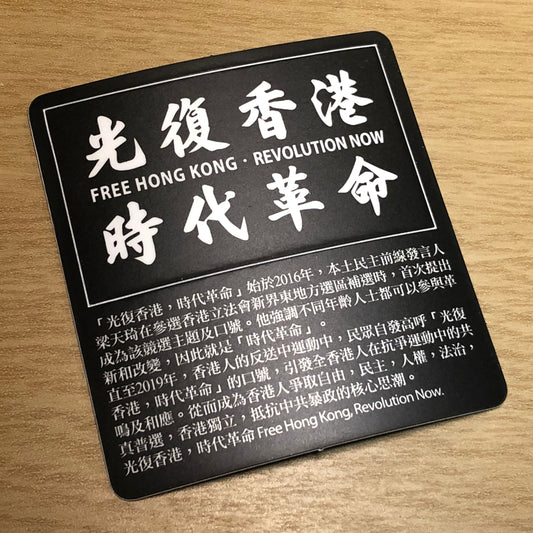 光復香港
FREE HONG KONG · REVOLUTION NOW
時代革命
「光復香港，時代革命」始於2016年，本土民主前線發言人
梁天琦在參選香港立法會新界東地方選區補選時，首次提出
成為該競選主題及口號。他強調不同年齡人士都可以參與革
新和改變，因此就是「時代革命」。
直至2019年，香港人的反送中運動中，民眾自發高呼「光復
香港，時代革命」的口號，引發全香港人在抗爭運動中的共
鳴及和應。從而成為香港人爭取自由，民主，人權，法治，
真普選，香港獨立，抵抗中共暴政的核心思潮。
光復香港，時代革命 Free Hong Kong, Revolution Now.